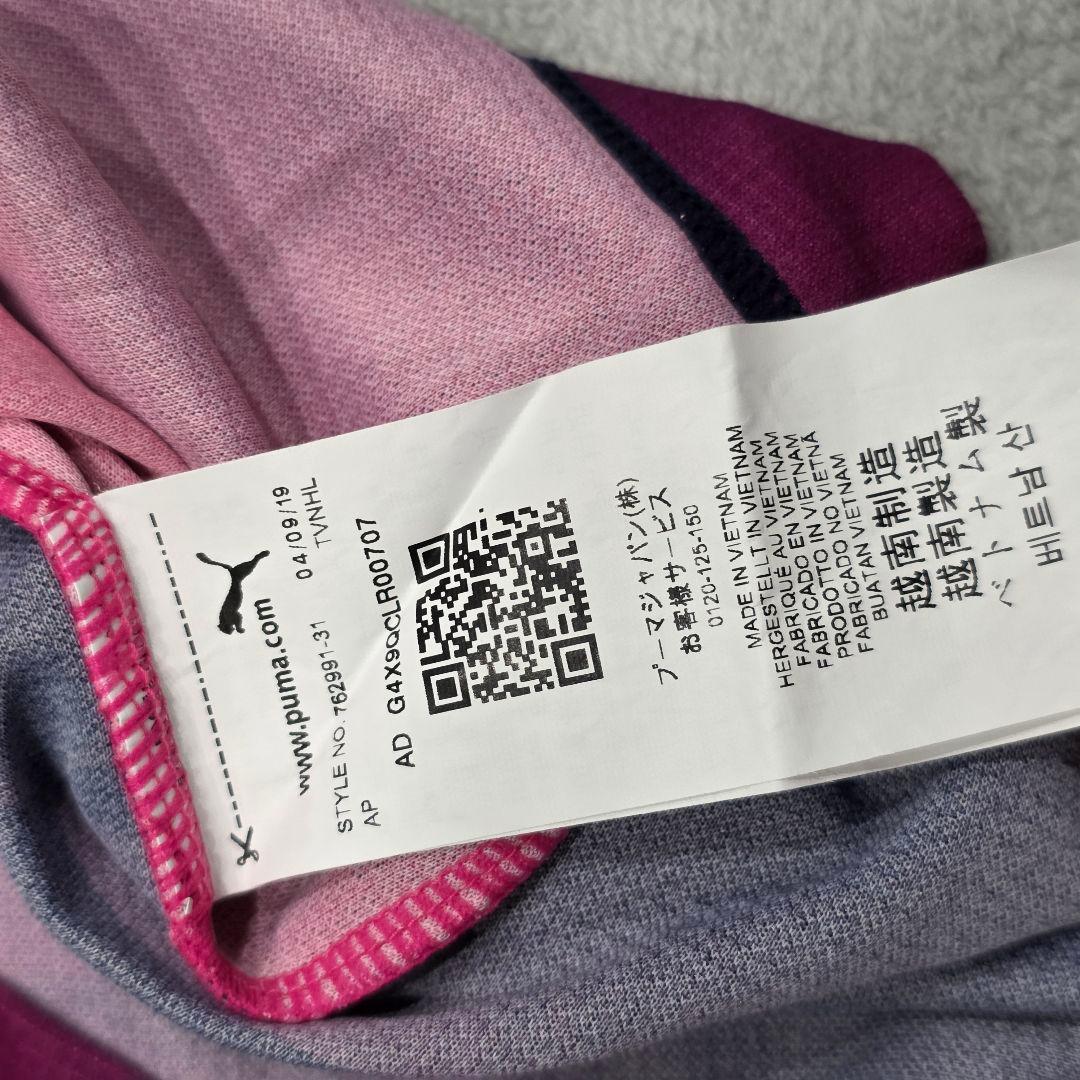 www.puma.com
STYLE NO. 762991-31 04/09/19
AP TVNHL
AD G4X9QCLR00707
プーマジャパン(株)
お客様サービス
0120-125-150
MADE IN VIETNAM
HERGESTELLT IN VIETNAM
FABRIQUÉ AU VIETNAM
FABRICADO EN VIETNAM
FABBRICATO IN VIETNA
PRODOTTO NO VIETNA
FABRICADO VIETNAM
BUATAN VIETNAM
越南制造
越南製造
ベトナム製
베트남 산